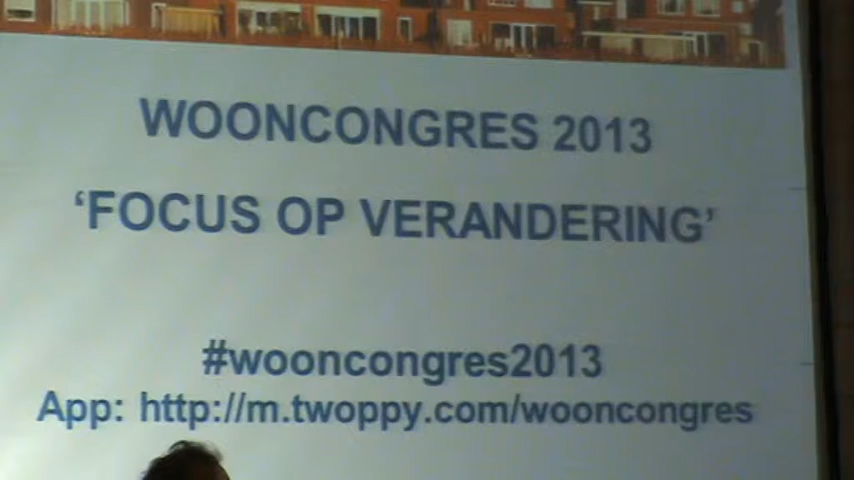 WOONCONGRES 2013
‘FOCUS OP VERANDERING’
#wooncongres2013
App: http://m.twoppy.com/wooncongres